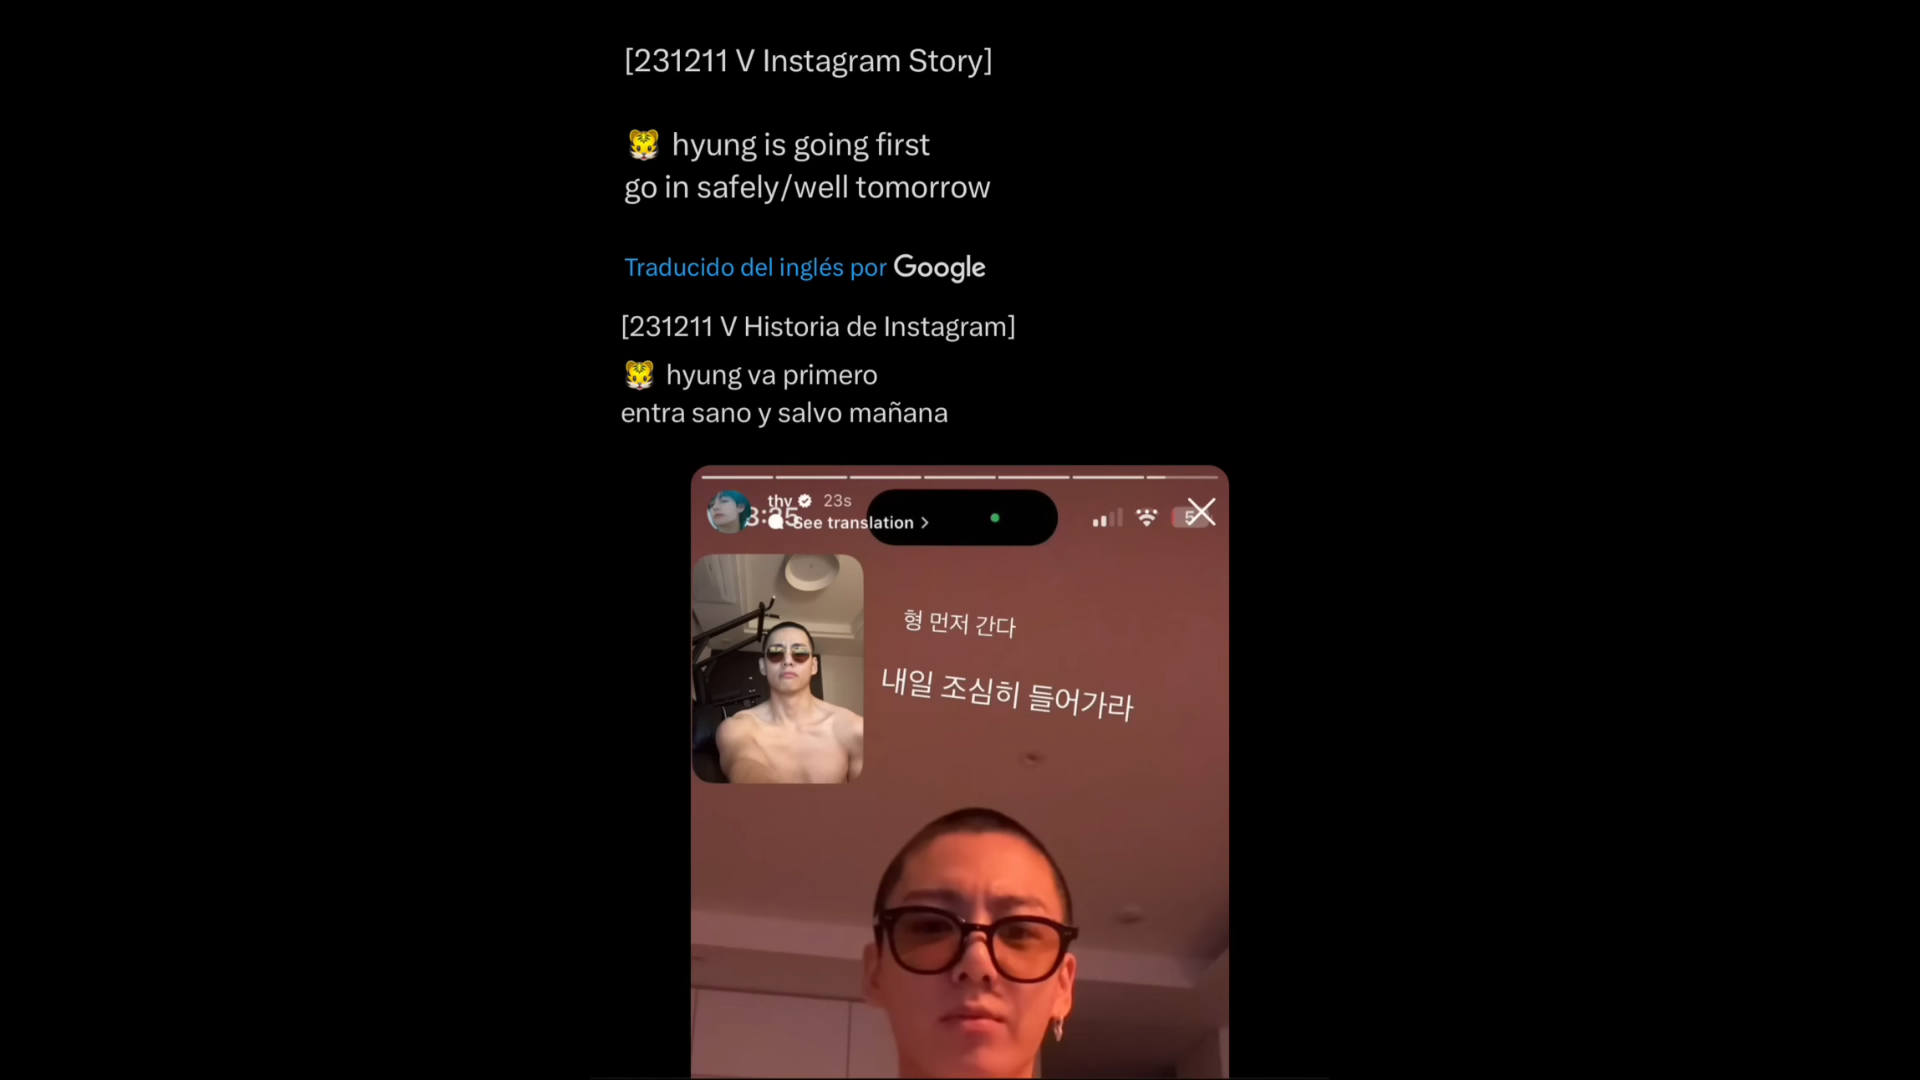 [231211 V Instagram Story]
🐯 hyung is going first
go in safely/well tomorrow
Traducido del inglés por Google
[231211 V Historia de Instagram]
🐯 hyung va primero
entra sano y salvo mañana
thv 23s
See translation >
형 먼저 간다
내일 조심히 들어가라